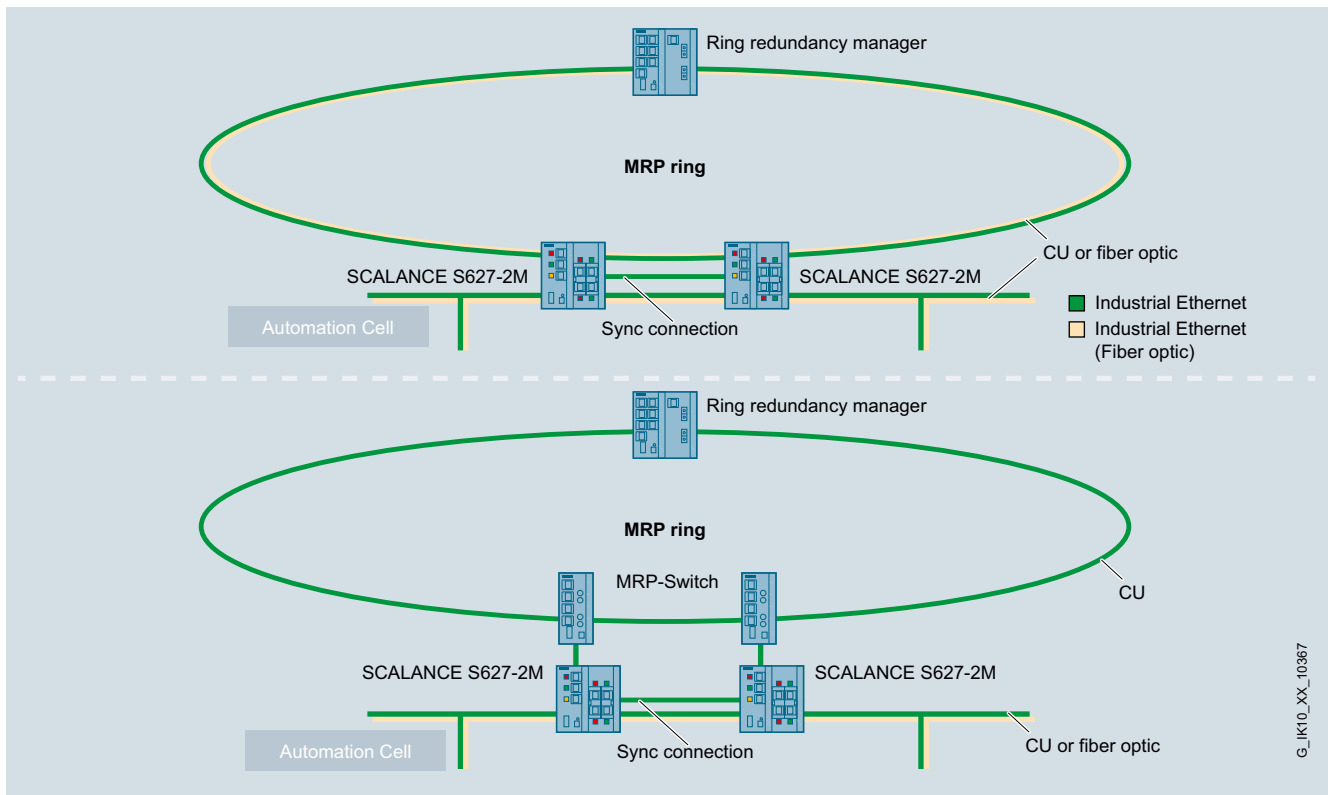 Ring redundancy manager
MRP ring
CU or fiber optic
SCALANCE S627-2M
SCALANCE S627-2M
Industrial Ethernet
Industrial Ethernet
(Fiber optic)
Automation Cell
Sync connection
Ring redundancy manager
MRP ring
MRP-Switch
CU
SCALANCE S627-2M
SCALANCE S627-2M
Automation Cell
Sync connection
CU or fiber optic
G_IK10_XX_10367